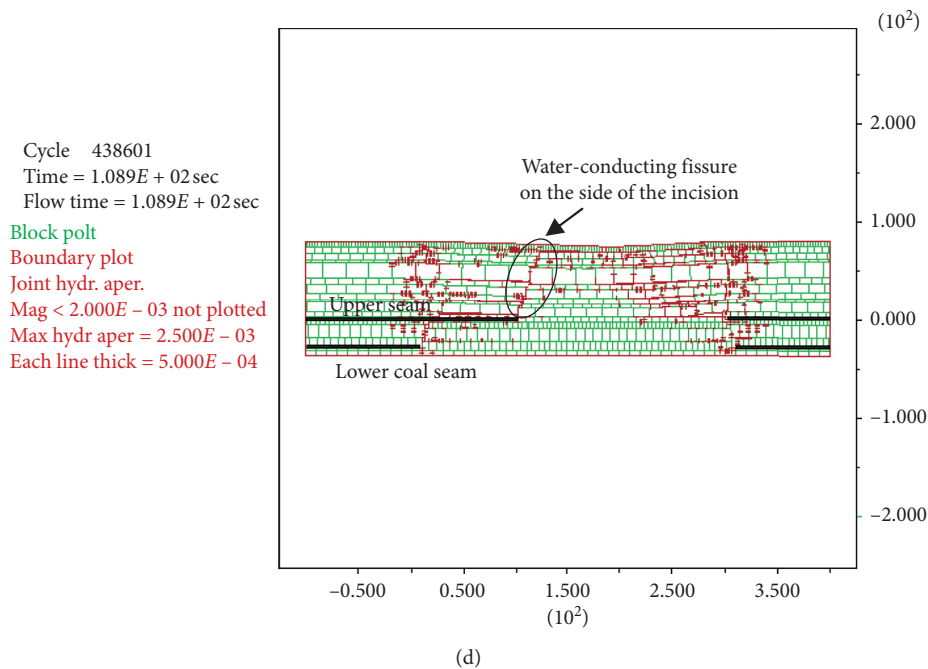 (10²)
2.000
1.000
0.000
−1.000
−2.000
Cycle 438601
Time = 1.089E + 02 sec
Flow time = 1.089E + 02 sec
Block polt
Boundary plot
Joint hydr. aper.
Mag < 2.000E − 03 not plotted
Max hydr aper = 2.500E − 03
Each line thick = 5.000E − 04
Water-conducting fissure
on the side of the incision
Upper seam
Lower coal seam
−0.500 0.500 1.500 2.500 3.500
(10²)
(d)